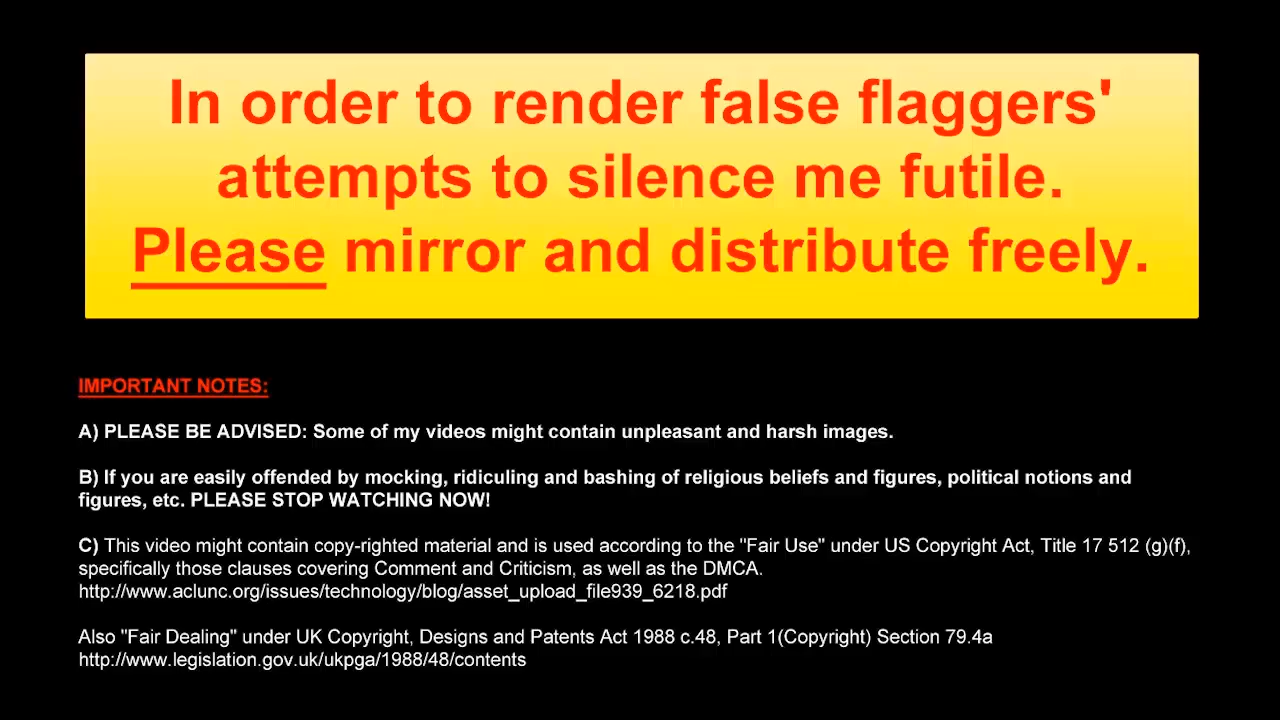 In order to render false flaggers'
attempts to silence me futile.
Please mirror and distribute freely.
IMPORTANT NOTES:
A) PLEASE BE ADVISED: Some of my videos might contain unpleasant and harsh images.
B) If you are easily offended by mocking, ridiculing and bashing of religious beliefs and figures, political notions and
figures, etc. PLEASE STOP WATCHING NOW!
C) This video might contain copy-righted material and is used according to the "Fair Use" under US Copyright Act, Title 17 512 (g)(f),
specifically those clauses covering Comment and Criticism, as well as the DMCA.
http://www.aclunc.org/issues/technology/blog/asset_upload_file939_6218.pdf
Also "Fair Dealing" under UK Copyright, Designs and Patents Act 1988 c.48, Part 1(Copyright) Section 79.4a
http://www.legislation.gov.uk/ukpga/1988/48/contents